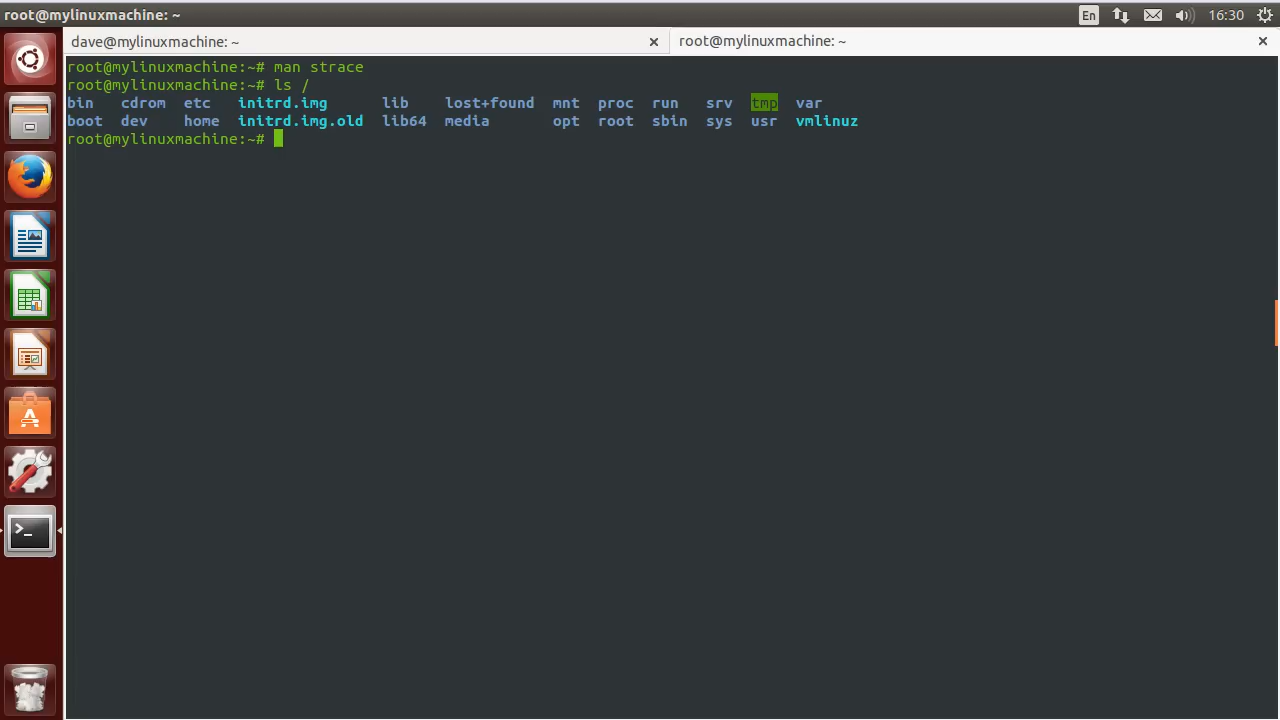 root@mylinuxmachine: ~
En
16:30
dave@mylinuxmachine: ~
root@mylinuxmachine: ~
root@mylinuxmachine:~# man strace
root@mylinuxmachine:~# ls /
bin cdrom etc initrd.img lib lost+found mnt proc run srv tmp var
boot dev home initrd.img.old lib64 media opt root sbin sys usr vmlinuz
root@mylinuxmachine:~#